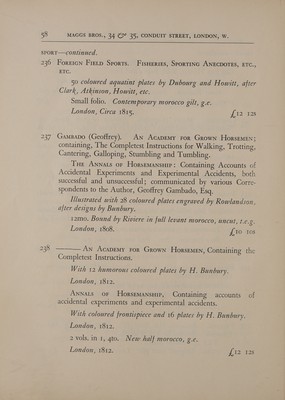 58 MAGGS BROS., 34 & 35, CONDUIT STREET, LONDON, W.
SPORT—continued.
236 FOREIGN FIELD SPORTS. FISHERIES, SPORTING ANECDOTES, ETC.,
ETC.
50 coloured aquatint plates by Dubourg and Howitt, after
Clark, Atkinson, Howitt, etc.
Small folio. Contemporary morocco gilt, g.e.
London, Circa 1815. £12 12s
237 GAMBADO (Geoffrey). AN ACADEMY FOR GROWN HORSEMEN;
containing, The Completest Instructions for Walking, Trotting,
Cantering, Galloping, Stumbling and Tumbling.
THE ANNALS OF HORSEMANSHIP: Containing Accounts of
Accidental Experiments and Experimental Accidents, both
successful and unsuccessful; communicated by various Corre-
spondents to the Author, Geoffrey Gambado, Esq.
Illustrated with 28 coloured plates engraved by Rowlandson,
after designs by Bunbury.
12mo. Bound by Riviere in full levant morocco, uncut, t.e.g.
London, 1808. £10 10s
238 ——— AN ACADEMY FOR GROWN HORSEMEN, Containing the
Completest Instructions.
With 12 humorous coloured plates by H. Bunbury.
London, 1812.
ANNALS OF HORSEMANSHIP, Containing accounts of
accidental experiments and experimental accidents.
With coloured frontispiece and 16 plates by H. Bunbury.
London, 1812.
2 vols. in 1, 4to. New half morocco, g.e.
London, 1812. £12 12s